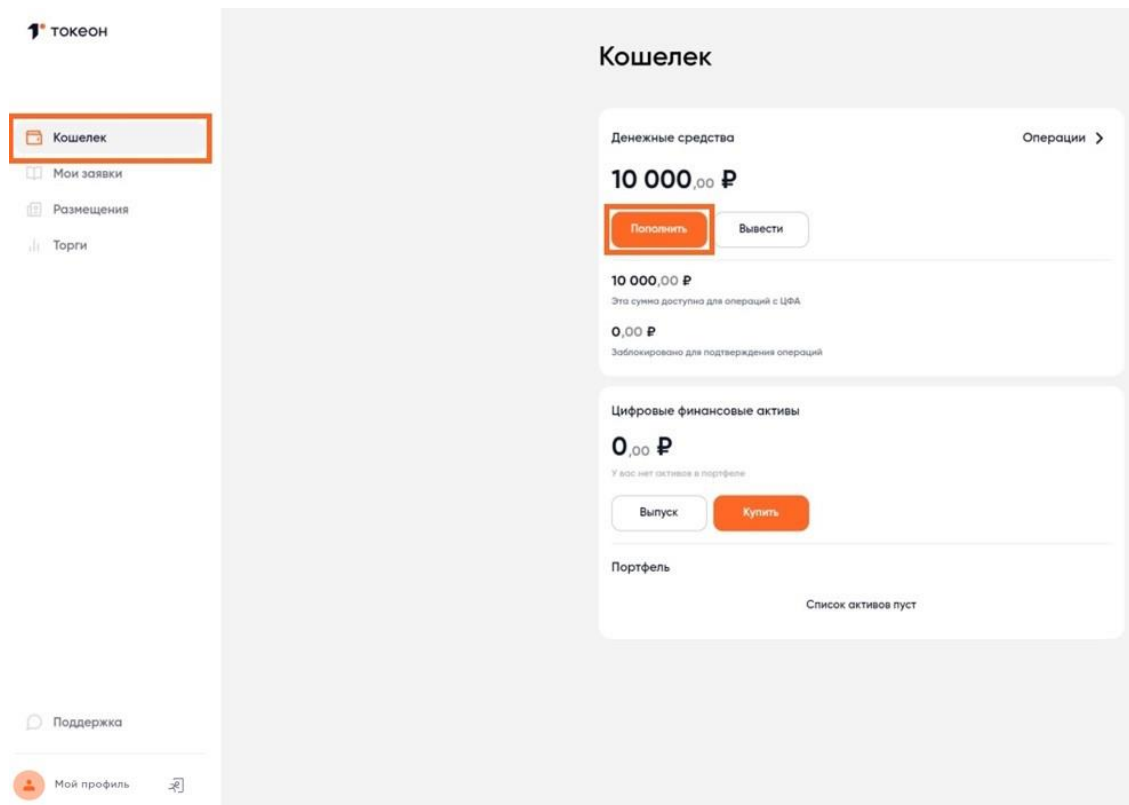 токеон
Кошелек
Мои заявки
Размещения
Торги
Поддержка
Мой профиль
Кошелек
Денежные средства
Операции
10 000,00 ₽
Пополнить
Вывести
10 000,00 ₽
Эта сумма доступна для операций с ЦФА
0,00 ₽
Заблокировано для подтверждения операций
Цифровые финансовые активы
0,00 ₽
У вас нет активов в портфеле
Выпуск
Купить
Портфель
Список активов пуст